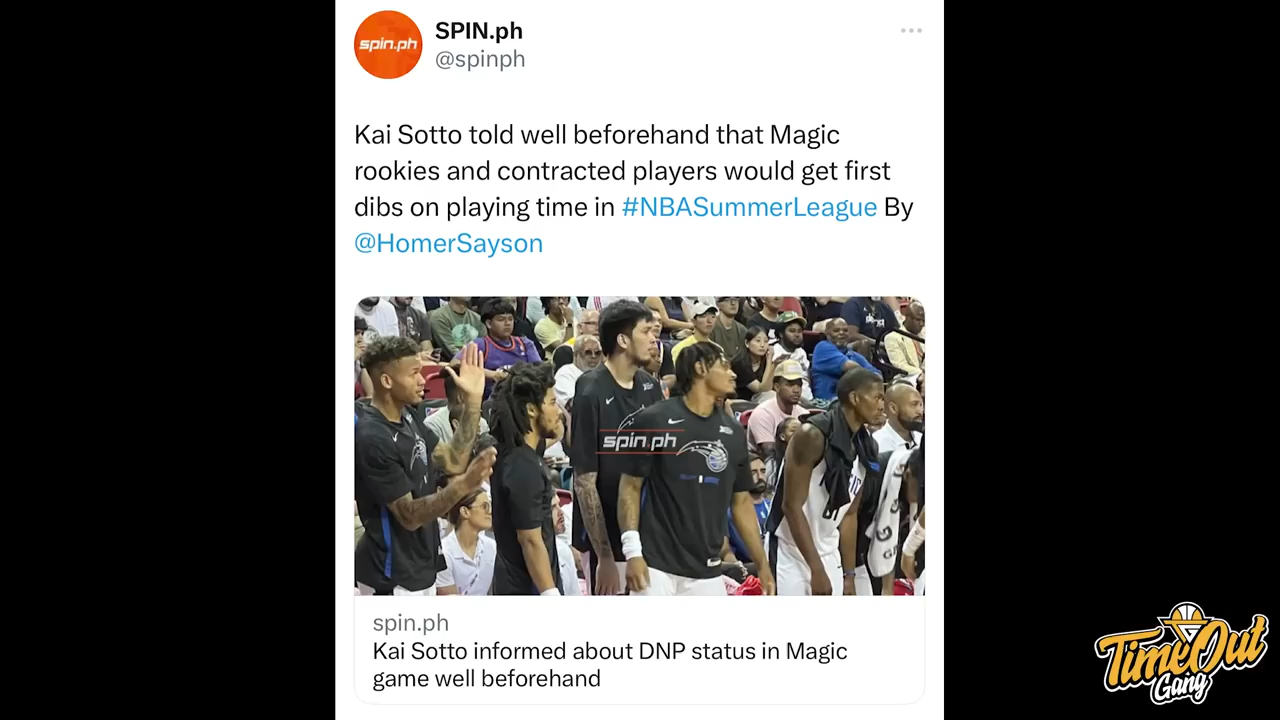 spin.ph
SPIN.ph
@spinph
Kai Sotto told well beforehand that Magic
rookies and contracted players would get first
dibs on playing time in #NBASummerLeague By
@HomerSayson
spin.ph
spin.ph
Kai Sotto informed about DNP status in Magic
game well beforehand
TimeOut
Gang